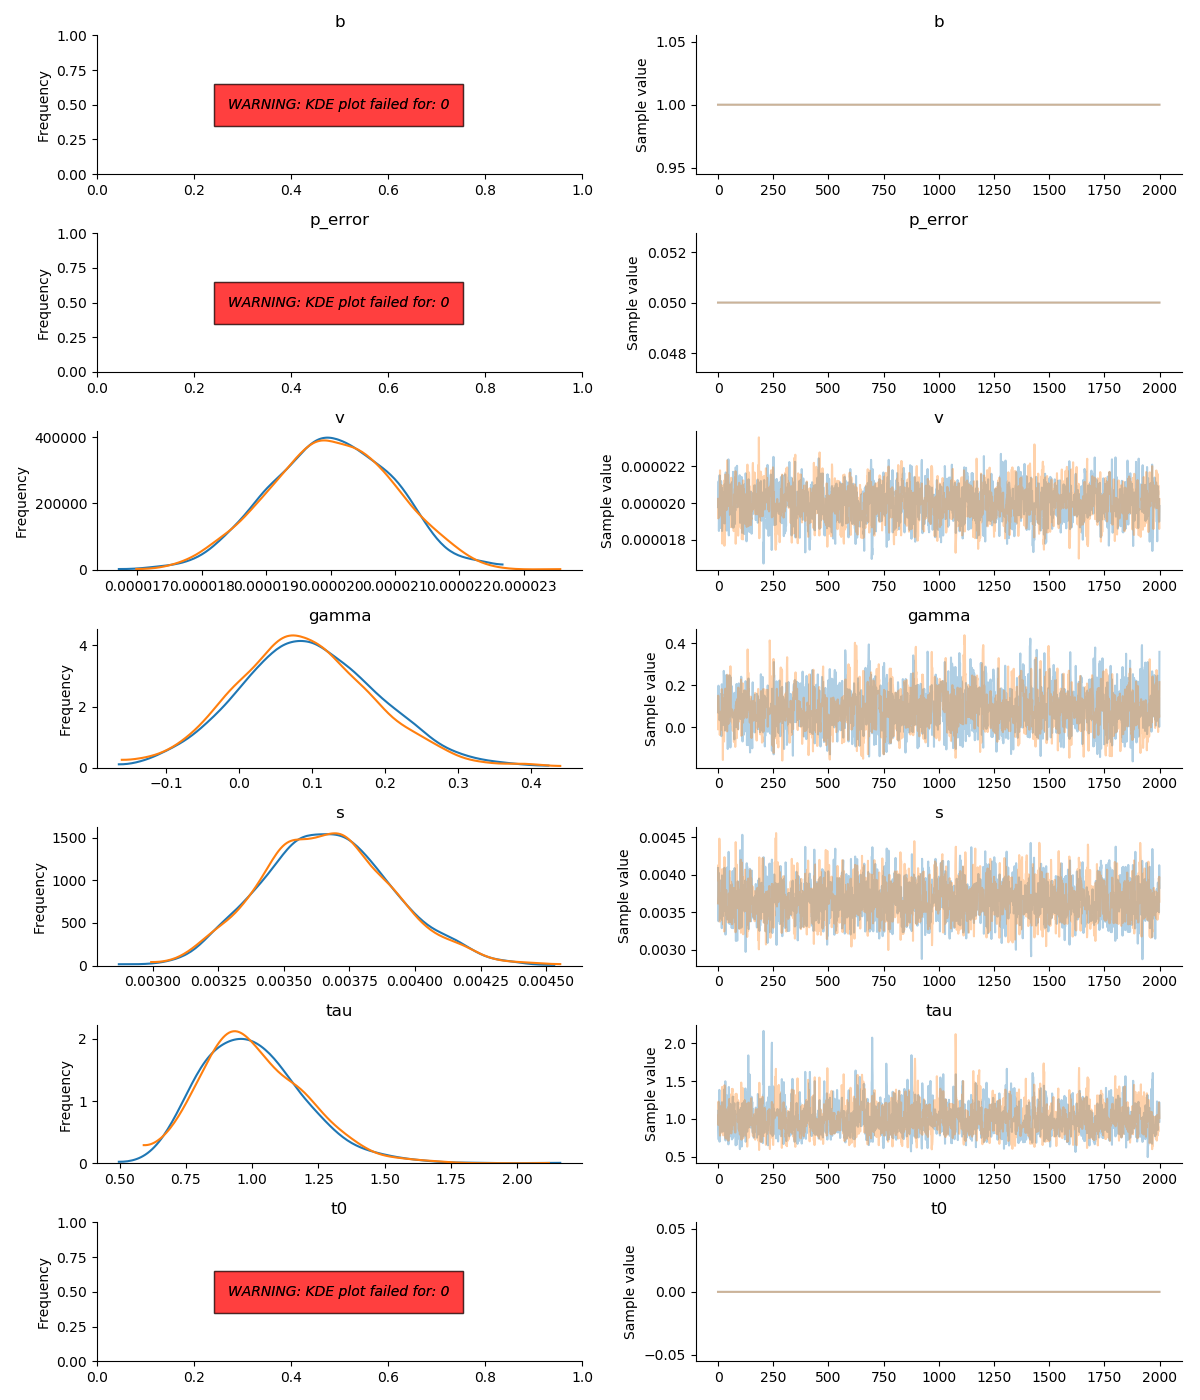 b
b
Frequency
1.00
0.75
0.50
0.25
0.00
WARNING: KDE plot failed for: 0
0.0 0.2 0.4 0.6 0.8 1.0
Sample value
1.05
1.00
0.95
0 250 500 750 1000 1250 1500 1750 2000
p_error
p_error
Frequency
1.00
0.75
0.50
0.25
0.00
WARNING: KDE plot failed for: 0
0.0 0.2 0.4 0.6 0.8 1.0
Sample value
0.052
0.050
0.048
0 250 500 750 1000 1250 1500 1750 2000
v
v
Frequency
400000
200000
0
0.000017 0.000018 0.000019 0.000020 0.000021 0.000022 0.000023
Sample value
0.000022
0.000020
0.000018
0 250 500 750 1000 1250 1500 1750 2000
gamma
gamma
Frequency
4
2
0
−0.1 0.0 0.1 0.2 0.3 0.4
Sample value
0.4
0.2
0.0
0 250 500 750 1000 1250 1500 1750 2000
s
s
Frequency
1500
1000
500
0
0.00300 0.00325 0.00350 0.00375 0.00400 0.00425 0.00450
Sample value
0.0045
0.0040
0.0035
0.0030
0 250 500 750 1000 1250 1500 1750 2000
tau
tau
Frequency
2
1
0
0.50 0.75 1.00 1.25 1.50 1.75 2.00
Sample value
2.0
1.5
1.0
0.5
0 250 500 750 1000 1250 1500 1750 2000
t0
t0
Frequency
1.00
0.75
0.50
0.25
0.00
WARNING: KDE plot failed for: 0
0.0 0.2 0.4 0.6 0.8 1.0
Sample value
0.05
0.00
−0.05
0 250 500 750 1000 1250 1500 1750 2000